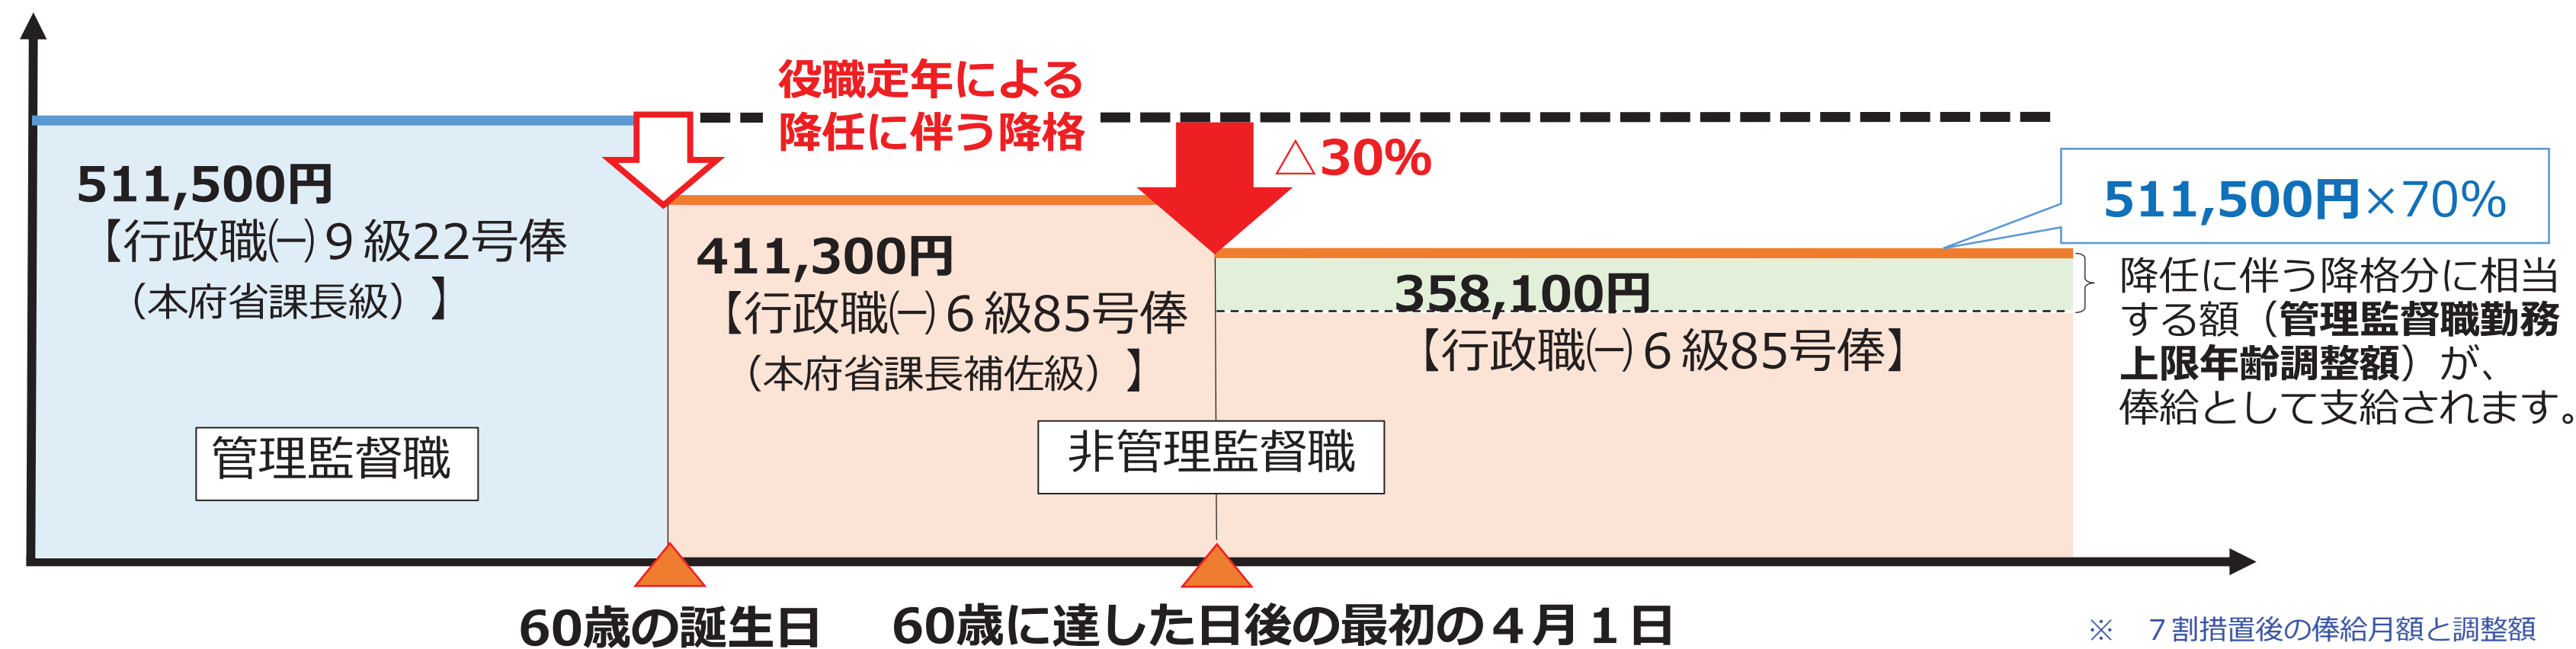 役職定年による
降任に伴う降格
△30%
511,500円
【行政職㈠９級22号俸
（本府省課長級）】
411,300円
【行政職㈠６級85号俸
（本府省課長補佐級）】
358,100円
【行政職㈠６級85号俸】
511,500円×70%
降任に伴う降格分に相当
する額（管理監督職勤務
上限年齢調整額）が、
俸給として支給されます。
管理監督職
非管理監督職
60歳の誕生日
60歳に達した日後の最初の４月１日
※　７割措置後の俸給月額と調整額